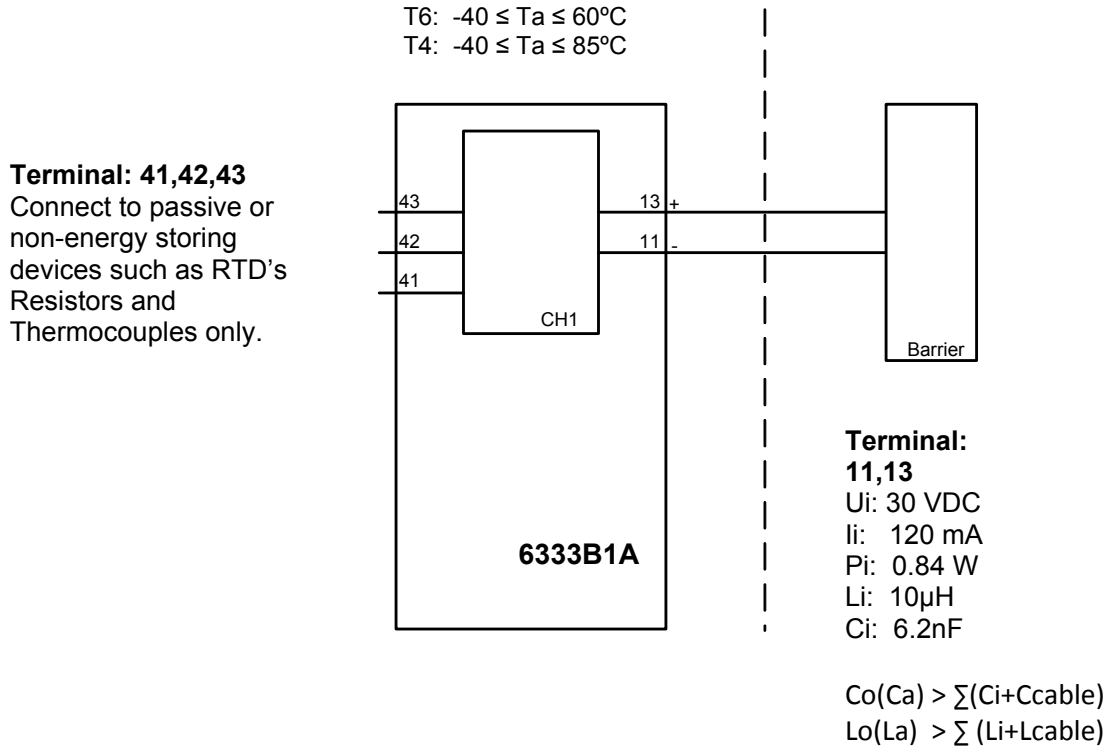 T6: -40 ≤ Ta ≤ 60ºC
T4: -40 ≤ Ta ≤ 85ºC
Terminal: 41,42,43
Connect to passive or
non-energy storing
devices such as RTD’s
Resistors and
Thermocouples only.
43
42
41
13 +
11 -
CH1
Barrier
6333B1A
Terminal:
11,13
Ui: 30 VDC
Ii: 120 mA
Pi: 0.84 W
Li: 10µH
Ci: 6.2nF
Co(Ca) > ∑(Ci+Ccable)
Lo(La) > ∑ (Li+Lcable)